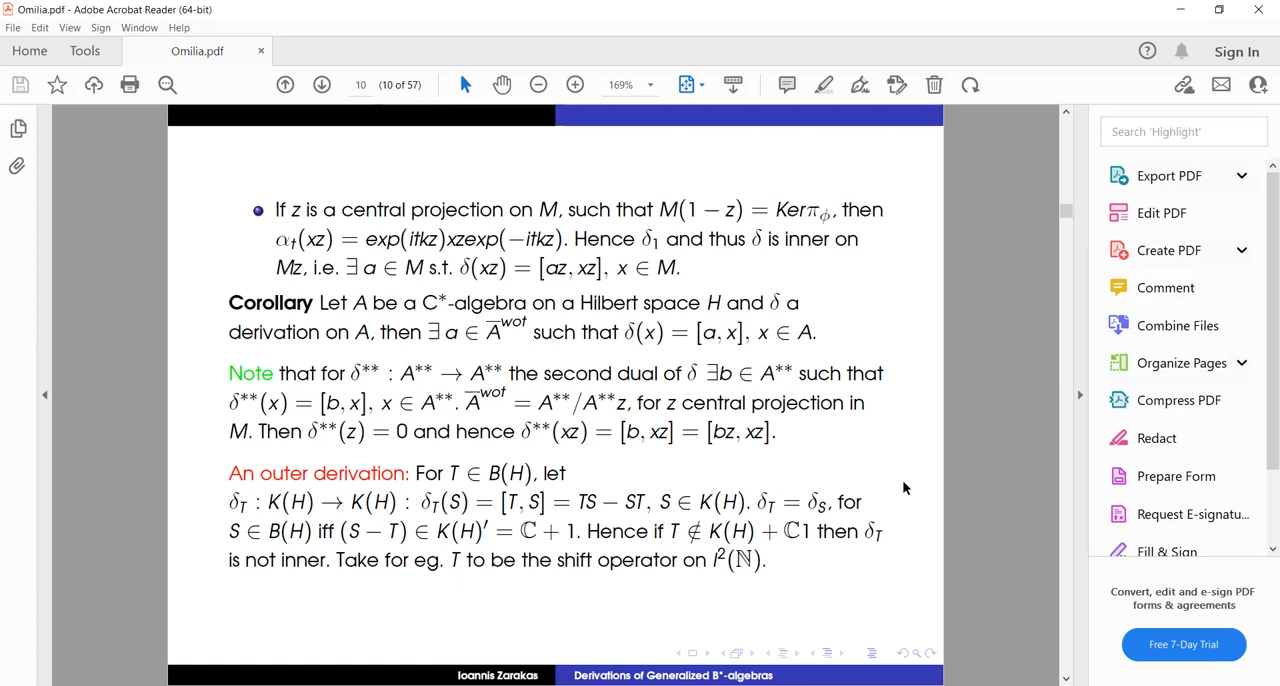 Omilia.pdf - Adobe Acrobat Reader (64-bit)
File Edit View Sign Window Help
Home Tools Omilia.pdf × Sign In
10 (10 of 57) 169%
If z is a central projection on M, such that M(1 − z) = Kerπ_ϕ, then
α_t(xz) = exp(itkz)xzexp(−itkz). Hence δ₁ and thus δ is inner on
Mz, i.e. ∃ a ∈ M s.t. δ(xz) = [az, xz], x ∈ M.
Corollary Let A be a C*-algebra on a Hilbert space H and δ a
derivation on A, then ∃ a ∈ A̅^wot such that δ(x) = [a, x], x ∈ A.
Note that for δ** : A** → A** the second dual of δ ∃b ∈ A** such that
δ**(x) = [b, x], x ∈ A**. A̅^wot = A**/A**z, for z central projection in
M. Then δ**(z) = 0 and hence δ**(xz) = [b, xz] = [bz, xz].
An outer derivation: For T ∈ B(H), let
δ_T : K(H) → K(H) : δ_T(S) = [T, S] = TS − ST, S ∈ K(H). δ_T = δ_S, for
S ∈ B(H) iff (S − T) ∈ K(H)′ = ℂ + 1. Hence if T ∉ K(H) + ℂ1 then δ_T
is not inner. Take for eg. T to be the shift operator on l²(ℕ).
Ioannis Zarakas Derivations of Generalized B*-algebras
Search 'Highlight'
Export PDF
Edit PDF
Create PDF
Comment
Combine Files
Organize Pages
Compress PDF
Redact
Prepare Form
Request E-signatu...
Fill & Sign
Convert, edit and e-sign PDF
forms & agreements
Free 7-Day Trial